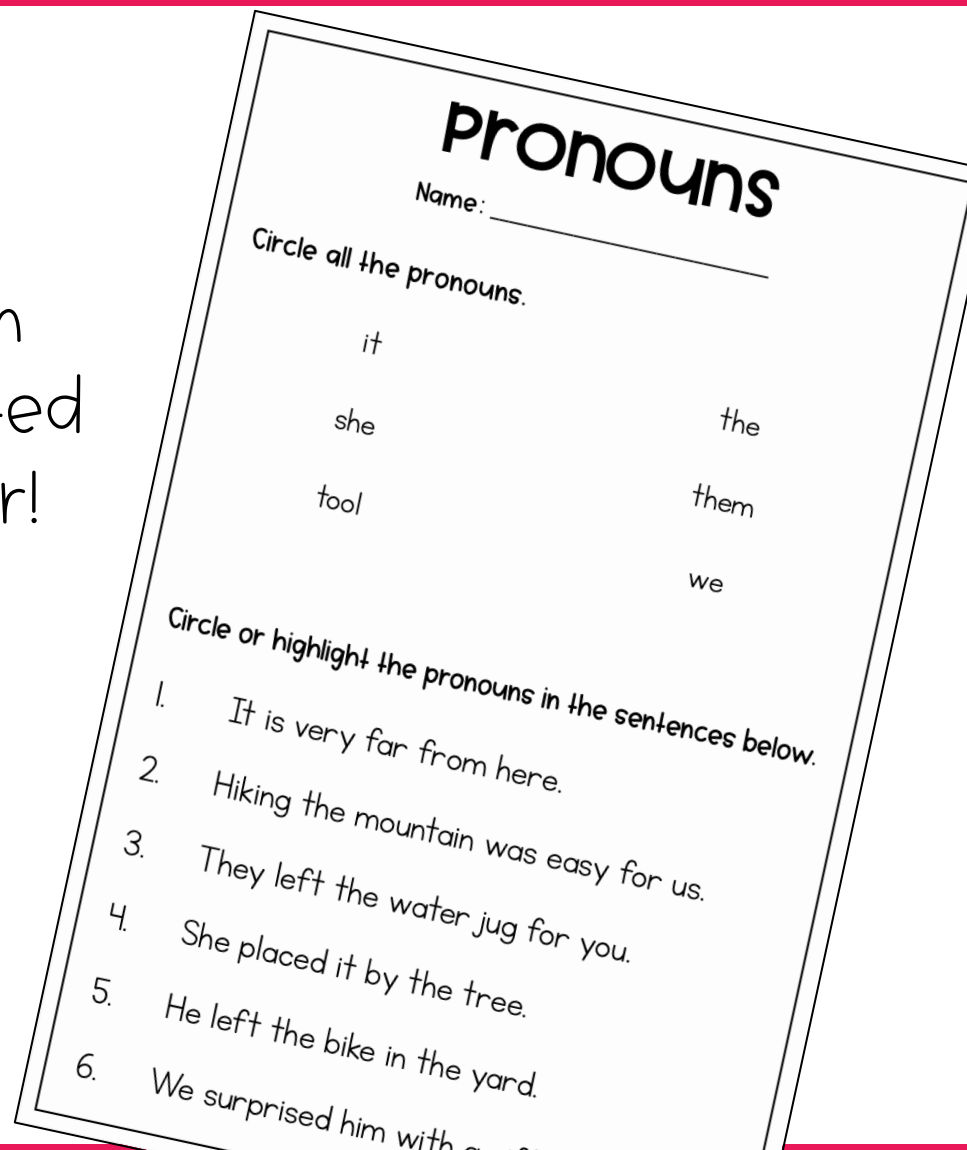 Pronouns
Name:
Circle all the pronouns.
it
she
tool
the
them
we
Circle or highlight the pronouns in the sentences below.
1. It is very far from here.
2. Hiking the mountain was easy for us.
3. They left the water jug for you.
4. She placed it by the tree.
5. He left the bike in the yard.
6. We surprised him with